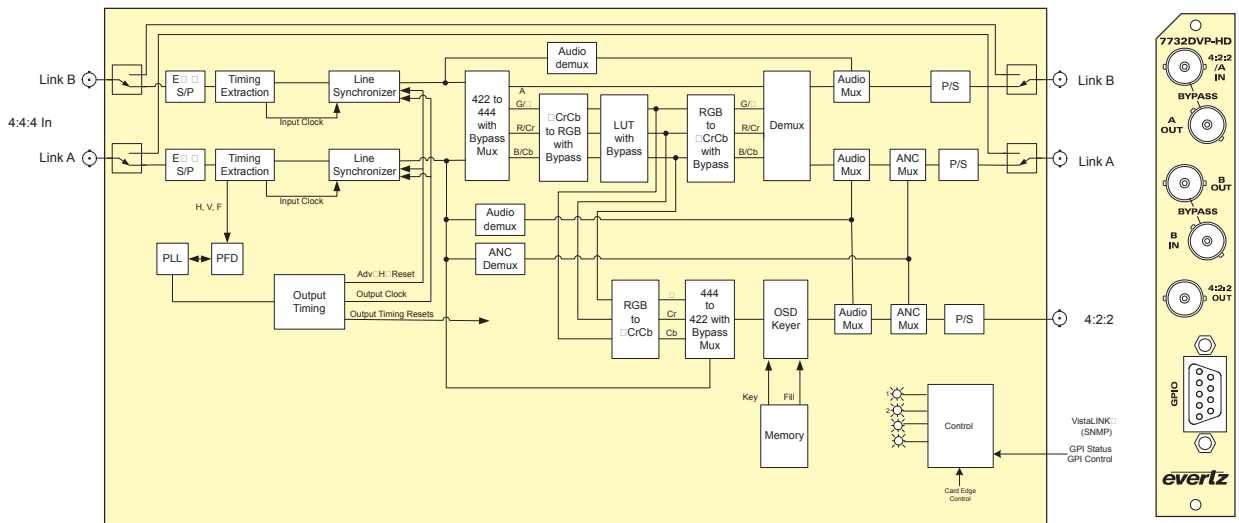 Link B
4:4:4 In
Link A
E□ □
S/P
Timing
Extraction
Line
Synchronizer
Input Clock
E□ □
S/P
Timing
Extraction
Line
Synchronizer
Input Clock
H, V, F
PLL
PFD
Output
Timing
Adv□H□Reset
Output Clock
Output Timing Resets
Audio
demux
422 to
444
with
Bypass
Mux
A
G/□
R/Cr
B/Cb
□CrCb
to RGB
with
Bypass
LUT
with
Bypass
RGB
to
□CrCb
with
Bypass
G/□
R/Cr
B/Cb
Demux
Audio
Mux
P/S
Link B
Audio
Mux
ANC
Mux
P/S
Link A
Audio
demux
ANC
Demux
RGB
to
□CrCb
□
Cr
Cb
444
to
422 with
Bypass
Mux
OSD
Keyer
Audio
Mux
ANC
Mux
P/S
4:2:2
Key
Fill
Memory
1
2
Control
VistaLINK□
(SNMP)
GPI Status
GPI Control
Card Edge
Control
7732DVP-HD
4:2:2
/A
IN
BYPASS
A
OUT
B
OUT
BYPASS
B
IN
4:2:2
OUT
GPIO
evertz